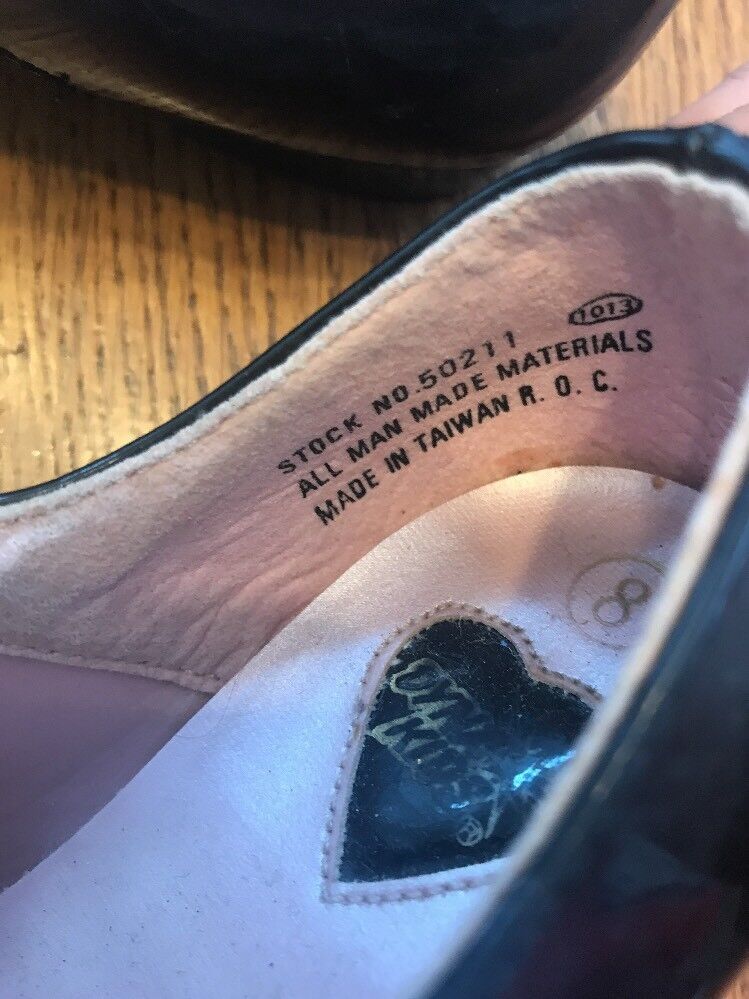 1013
STOCK NO.50211
ALL MAN MADE MATERIALS
MADE IN TAIWAN R. O. C.
8
®